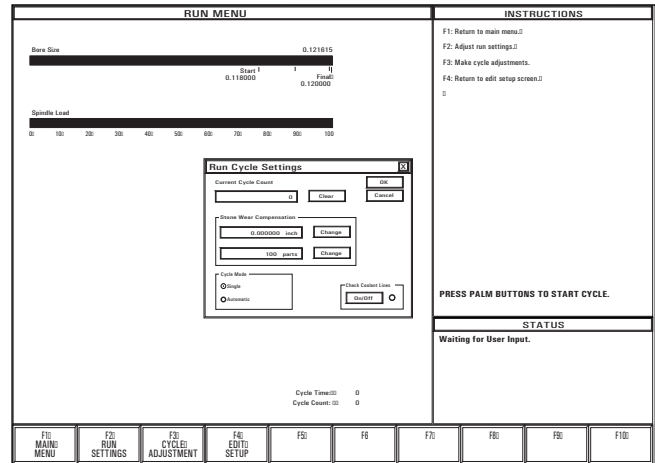 RUN MENU
Bore Size
0.121615
Start
0.118000
Final
0.120000
Spindle Load
0 10 20 30 40 50 60 70 80 90 100
Run Cycle Settings X
Current Cycle Count
0 Clear
OK
Cancel
Stone Wear Compensation
0.000000 inch Change
100 parts Change
Cycle Mode
Single
Automatic
Check Coolant Lines
On/Off
Cycle Time: 0
Cycle Count: 0
INSTRUCTIONS
F1: Return to main menu.
F2: Adjust run settings.
F3: Make cycle adjustments.
F4: Return to edit setup screen.
PRESS PALM BUTTONS TO START CYCLE.
STATUS
Waiting for User Input.
F1 MAIN MENU
F2 RUN SETTINGS
F3 CYCLE ADJUSTMENT
F4 EDIT SETUP
F5
F6
F7
F8
F9
F10